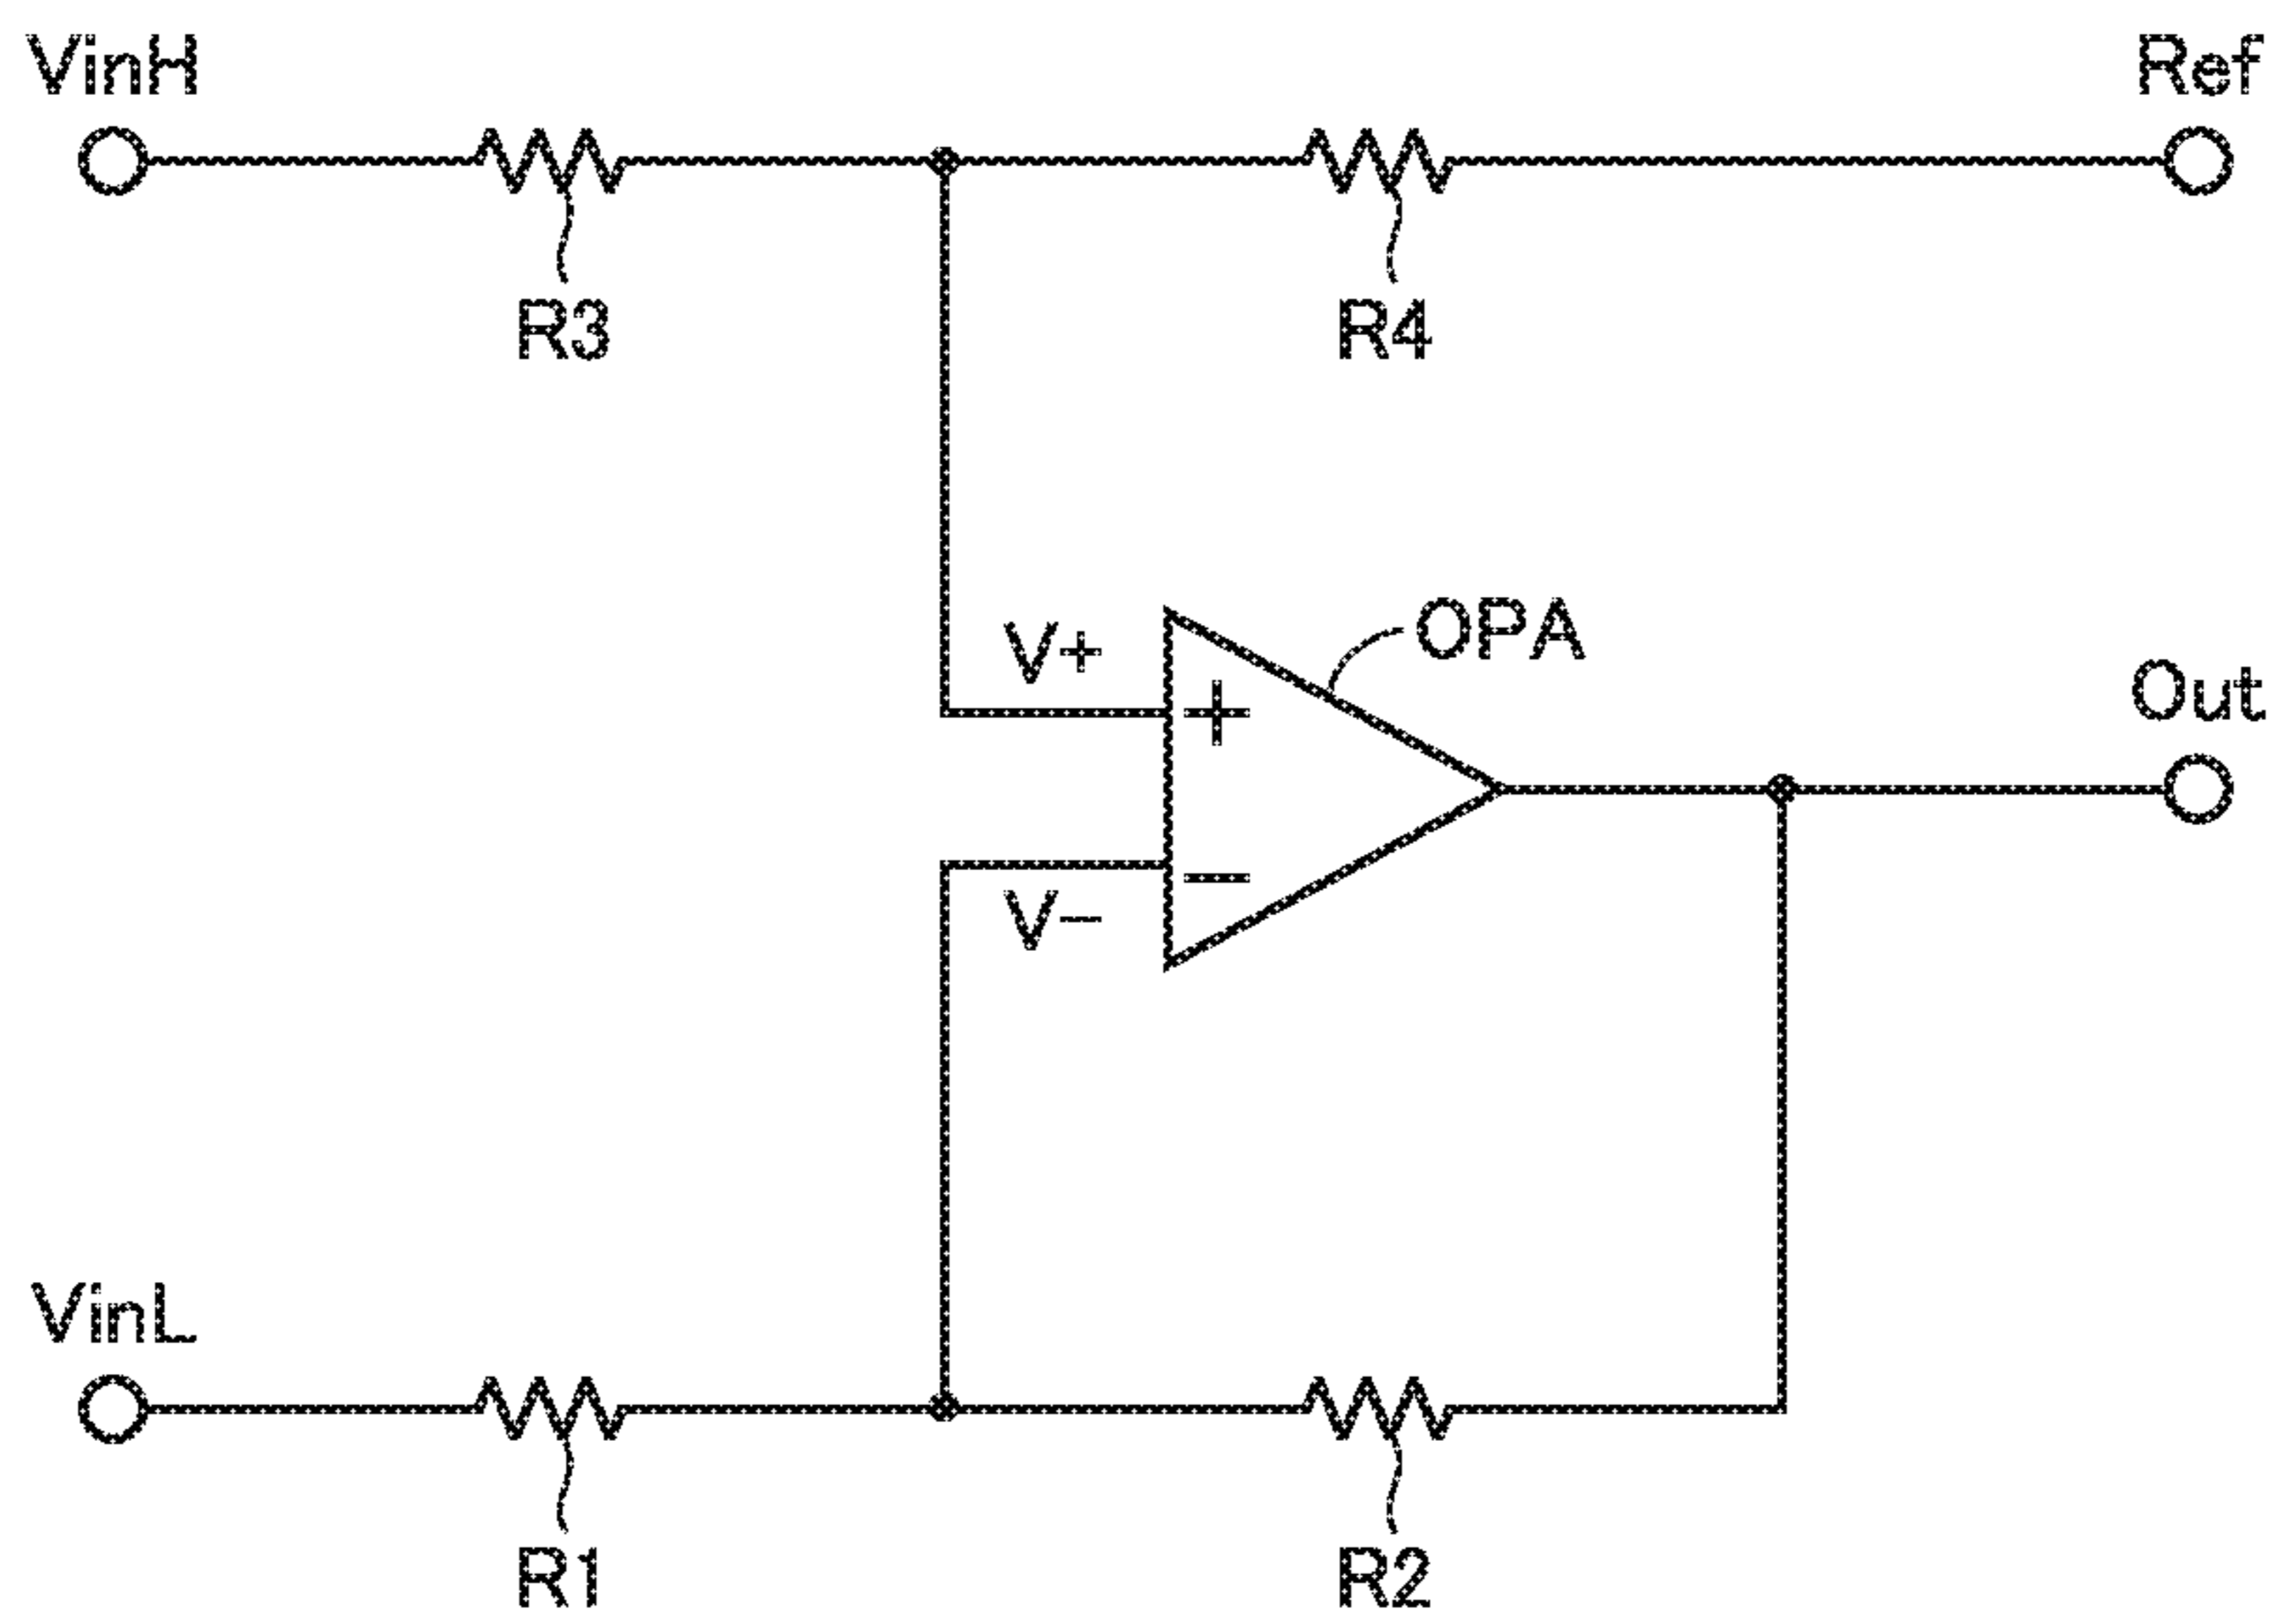 VinH
Ref
R3
R4
V+
OPA
+
Out
−
V−
VinL
R1
R2